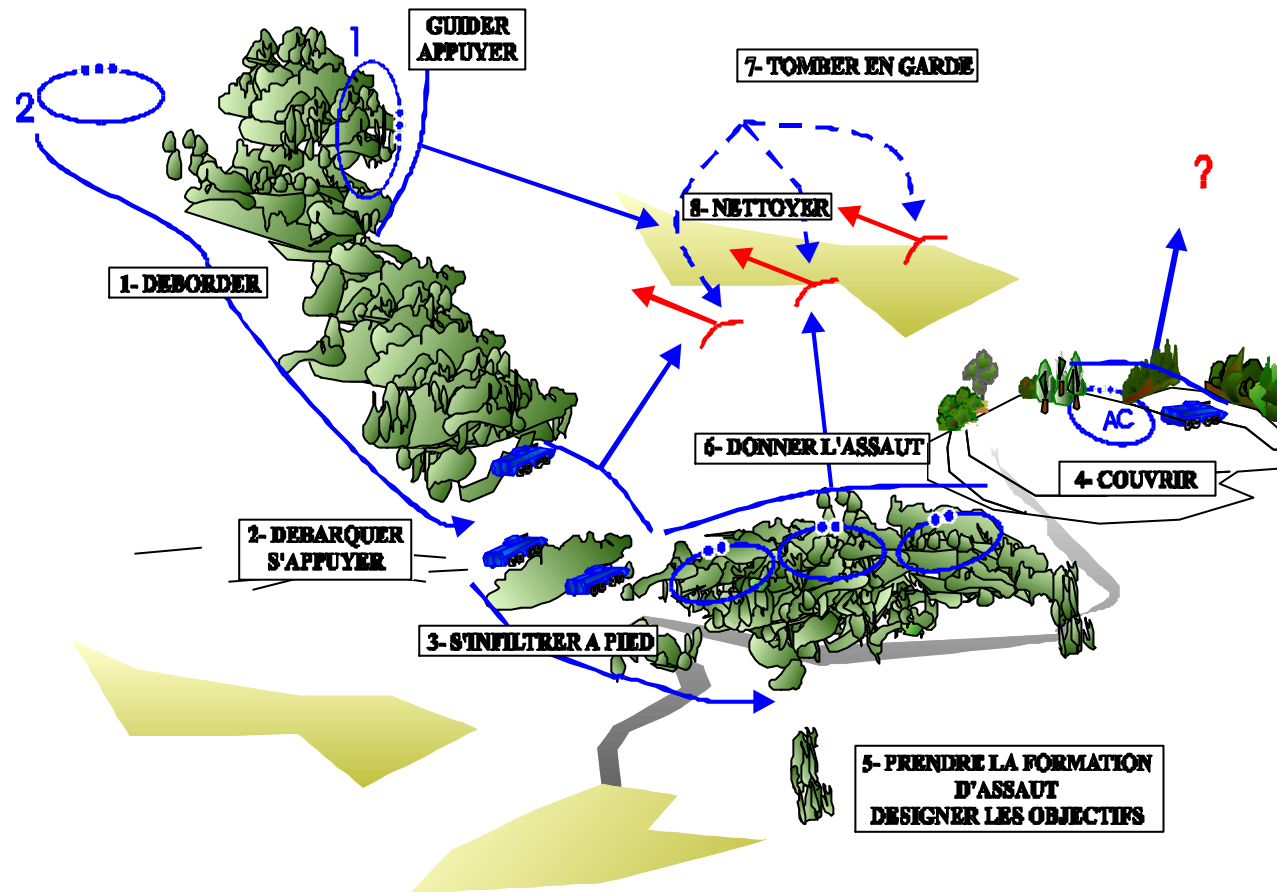 1
GUIDER
APPUYER
7- TOMBER EN GARDE
2
?
8- NETTOYER
1- DEBORDER
AC
6- DONNER L'ASSAUT
4- COUVRIR
2- DEBARQUER
S'APPUYER
3- S'INFILTRER A PIED
5- PRENDRE LA FORMATION
D'ASSAUT
DESIGNER LES OBJECTIFS